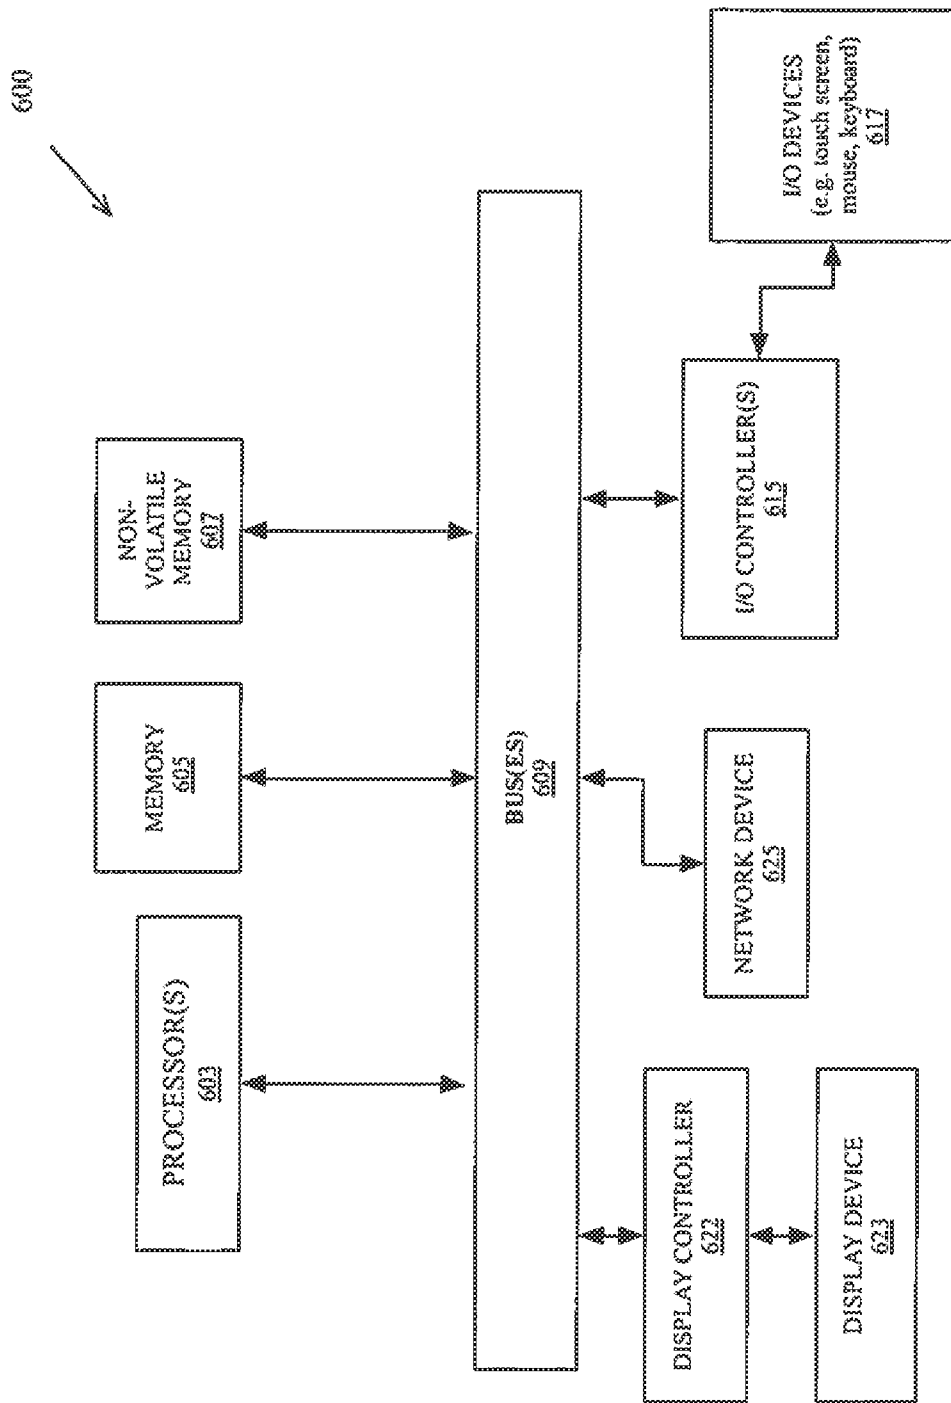 600
PROCESSOR(S)
603
MEMORY
605
NON-
VOLATILE
MEMORY
607
BUS(ES)
609
DISPLAY CONTROLLER
622
DISPLAY DEVICE
623
NETWORK DEVICE
625
I/O CONTROLLER(S)
615
I/O DEVICES
(e.g. touch screen,
mouse, keyboard)
617